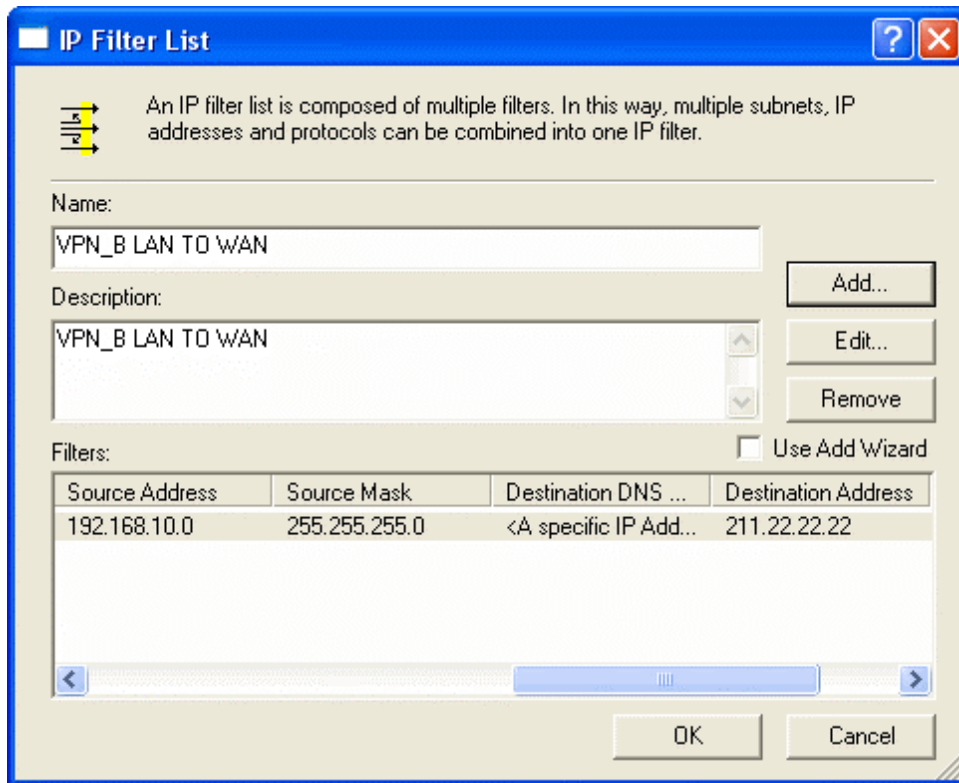 IP Filter List
An IP filter list is composed of multiple filters. In this way, multiple subnets, IP
addresses and protocols can be combined into one IP filter.
Name:
VPN_B LAN TO WAN
Add...
Description:
VPN_B LAN TO WAN
Edit...
Remove
Filters:
Use Add Wizard
Source Address Source Mask Destination DNS ... Destination Address
192.168.10.0 255.255.255.0 <A specific IP Add... 211.22.22.22
OK Cancel